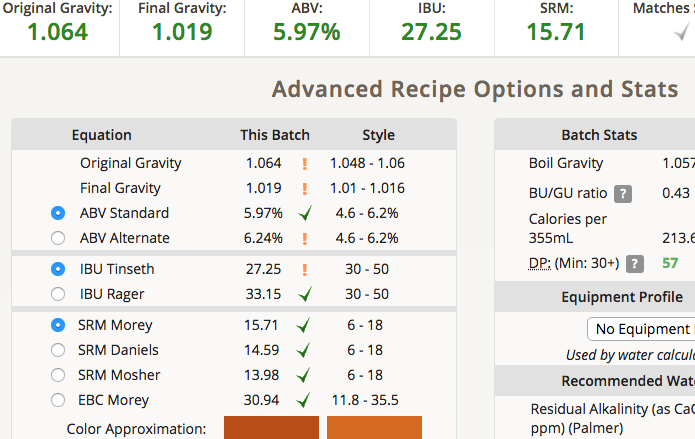 Original Gravity: Final Gravity: ABV: IBU: SRM: Matches
1.064 1.019 5.97% 27.25 15.71
Advanced Recipe Options and Stats
Equation This Batch Style
Original Gravity 1.064 ! 1.048 - 1.06
Final Gravity 1.019 ! 1.01 - 1.016
ABV Standard 5.97% 4.6 - 6.2%
ABV Alternate 6.24% ! 4.6 - 6.2%
IBU Tinseth 27.25 ! 30 - 50
IBU Rager 33.15 30 - 50
SRM Morey 15.71 6 - 18
SRM Daniels 14.59 6 - 18
SRM Mosher 13.98 6 - 18
EBC Morey 30.94 11.8 - 35.5
Color Approximation:
Batch Stats
Boil Gravity 1.057
BU/GU ratio ? 0.43
Calories per
355mL 213.6
DP: (Min: 30+) ? 57
Equipment Profile
No Equipment
Used by water calcul
Recommended Wat
Residual Alkalinity (as CaC
ppm) (Palmer)